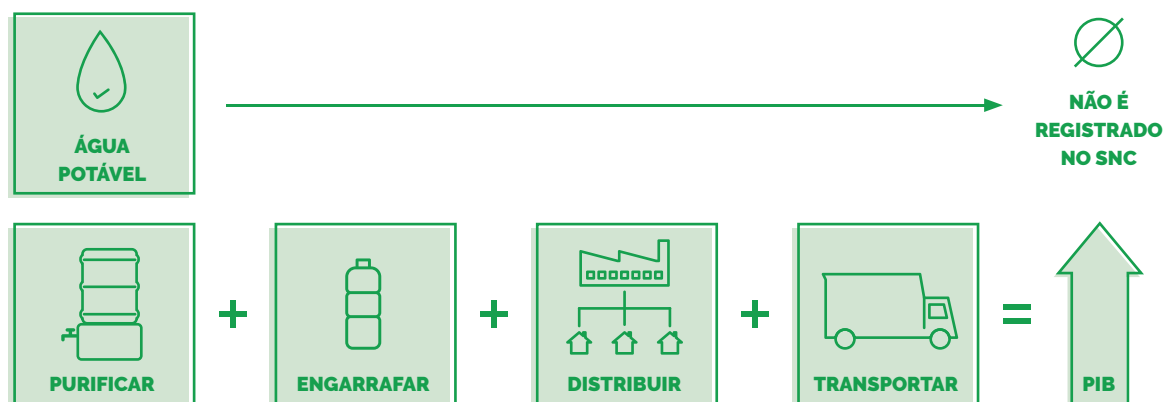 ÁGUA
POTÁVEL
NÃO É
REGISTRADO
NO SNC
PURIFICAR
+
ENGARRAFAR
+
DISTRIBUIR
+
TRANSPORTAR
=
PIB